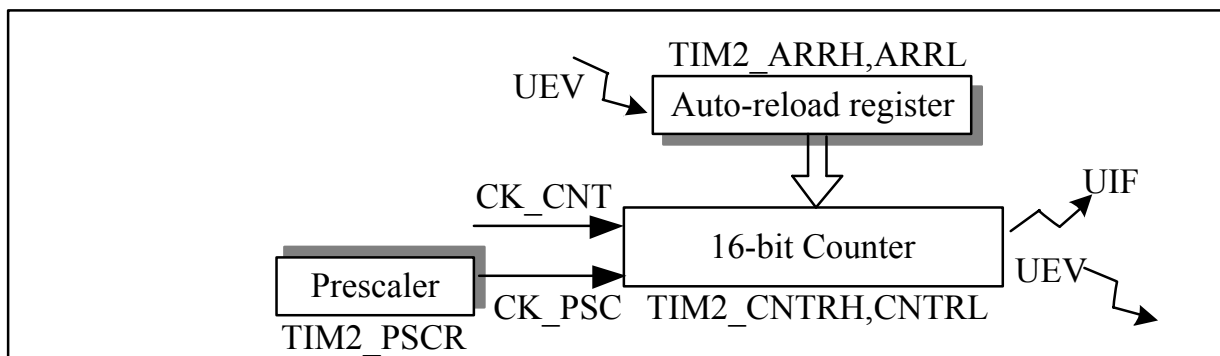 TIM2_ARRH,ARRL
UEV
Auto-reload register
CK_CNT
UIF
16-bit Counter
UEV
Prescaler
CK_PSC
TIM2_CNTRH,CNTRL
TIM2_PSCR